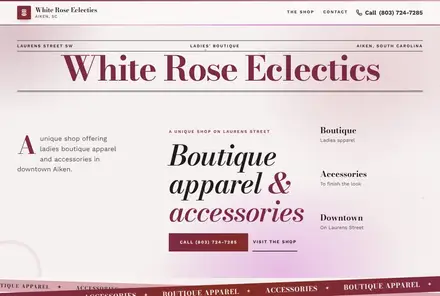 White Rose Eclectics
AIKEN, SC
THE SHOP
CONTACT
Call (803) 724-7285
LAURENS STREET SW
LADIES' BOUTIQUE
AIKEN, SOUTH CAROLINA
White Rose Eclectics
A unique shop offering
ladies boutique apparel
and accessories in
downtown Aiken.
A UNIQUE SHOP ON LAURENS STREET
Boutique
apparel &
accessories
CALL (803) 724-7285
VISIT THE SHOP
Boutique
Ladies apparel
Accessories
To finish the look
Downtown
On Laurens Street
BOUTIQUE APPAREL ACCESSORIES BOUTIQUE APPAREL ACCESSORIES BOUTIQUE APPAREL